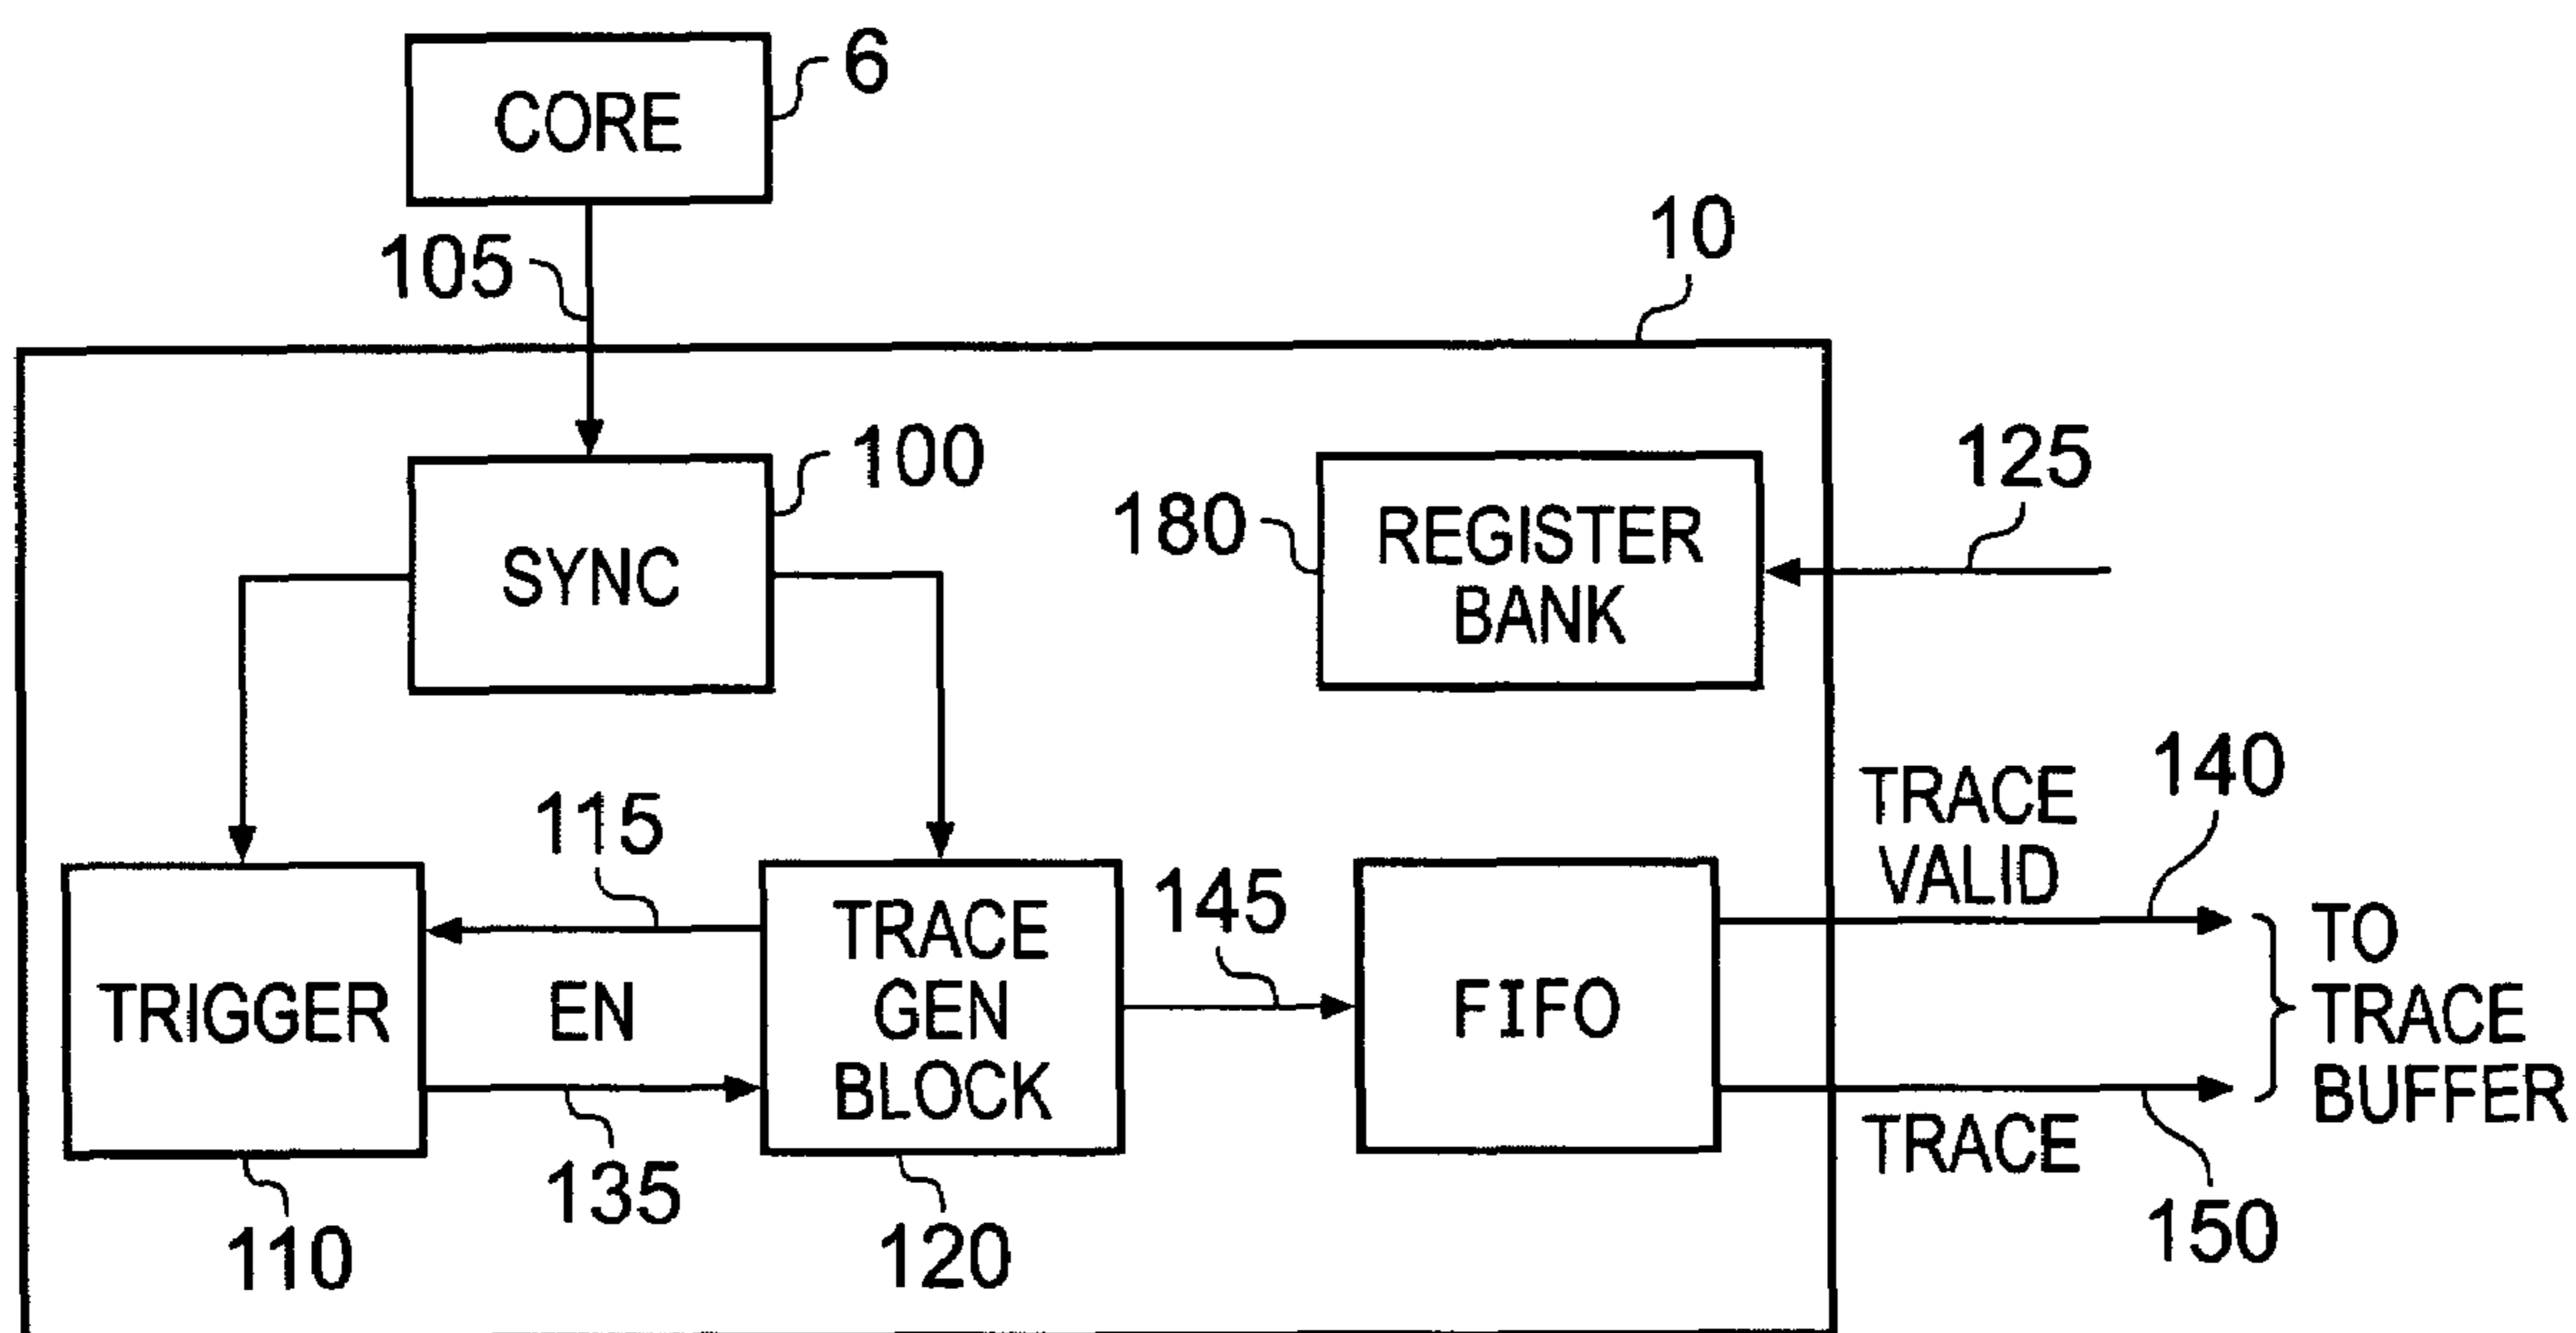 CORE
6
105
10
100
SYNC
180
REGISTER
BANK
125
115
EN
135
TRIGGER
110
TRACE
GEN
BLOCK
120
145
FIFO
TRACE
VALID
140
TRACE
150
TO
TRACE
BUFFER